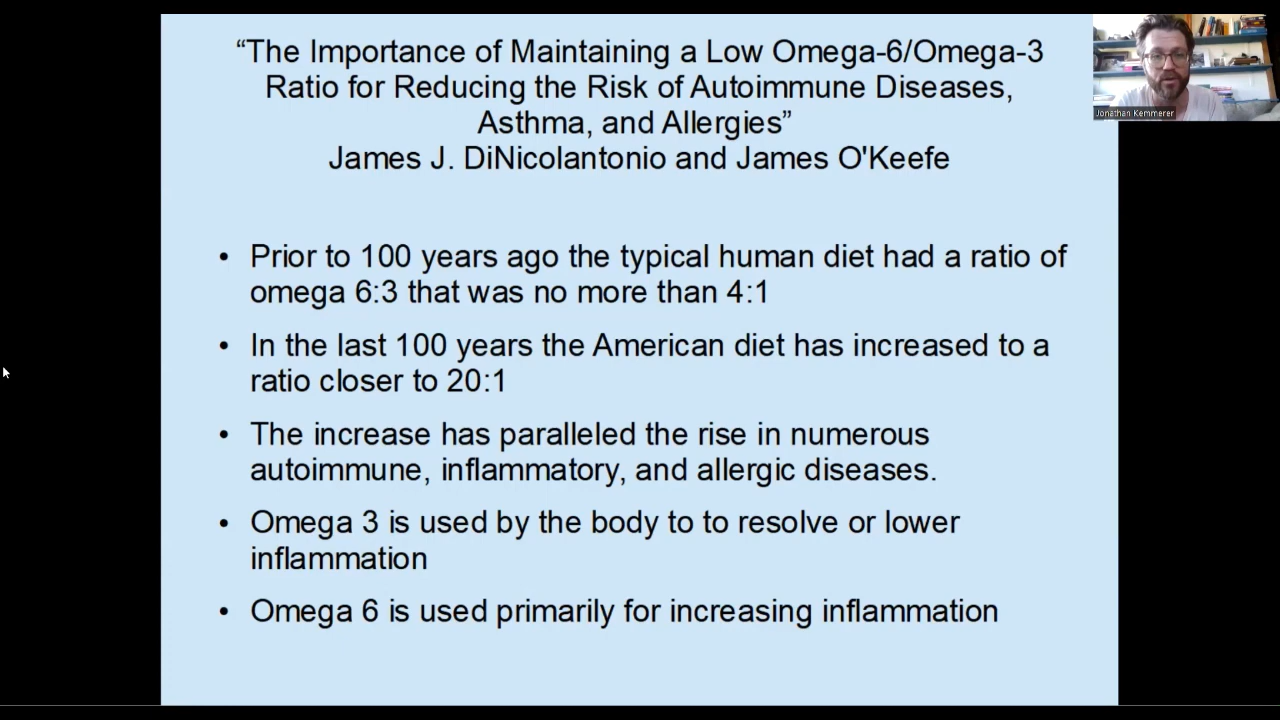 “The Importance of Maintaining a Low Omega-6/Omega-3
Ratio for Reducing the Risk of Autoimmune Diseases,
Asthma, and Allergies”
James J. DiNicolantonio and James O'Keefe
Jonathan Kemmerer
• Prior to 100 years ago the typical human diet had a ratio of
omega 6:3 that was no more than 4:1
• In the last 100 years the American diet has increased to a
ratio closer to 20:1
• The increase has paralleled the rise in numerous
autoimmune, inflammatory, and allergic diseases.
• Omega 3 is used by the body to to resolve or lower
inflammation
• Omega 6 is used primarily for increasing inflammation